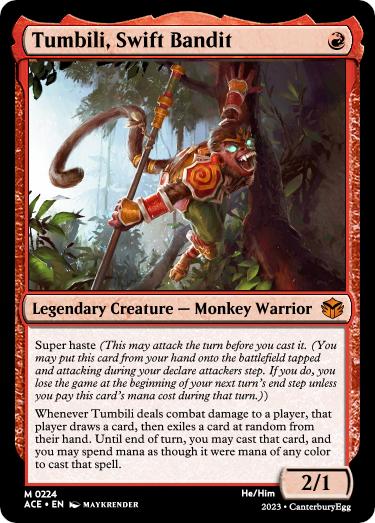 Tumbili, Swift Bandit
Legendary Creature — Monkey Warrior
Super haste (This may attack the turn before you cast it. (You
may put this card from your hand onto the battlefield tapped
and attacking during your declare attackers step. If you do, you
lose the game at the beginning of your next turn's end step unless
you pay this card's mana cost during that turn.))
Whenever Tumbili deals combat damage to a player, that
player draws a card, then exiles a card at random from
their hand. Until end of turn, you may cast that card, and
you may spend mana as though it were mana of any color
to cast that spell.
2/1
M 0224
He/Him
ACE • EN MAYKRENDER
2023 • CanterburyEgg